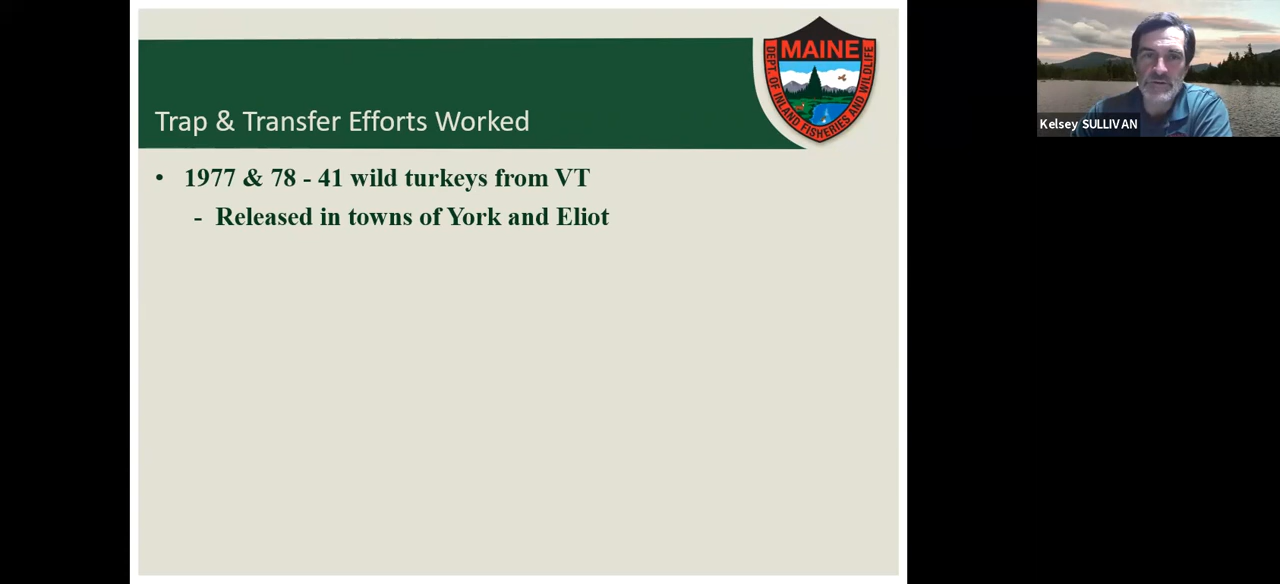 MAINE
DEPT. OF INLAND FISHERIES AND WILDLIFE
Trap & Transfer Efforts Worked
• 1977 & 78 - 41 wild turkeys from VT
- Released in towns of York and Eliot
Kelsey SULLIVAN